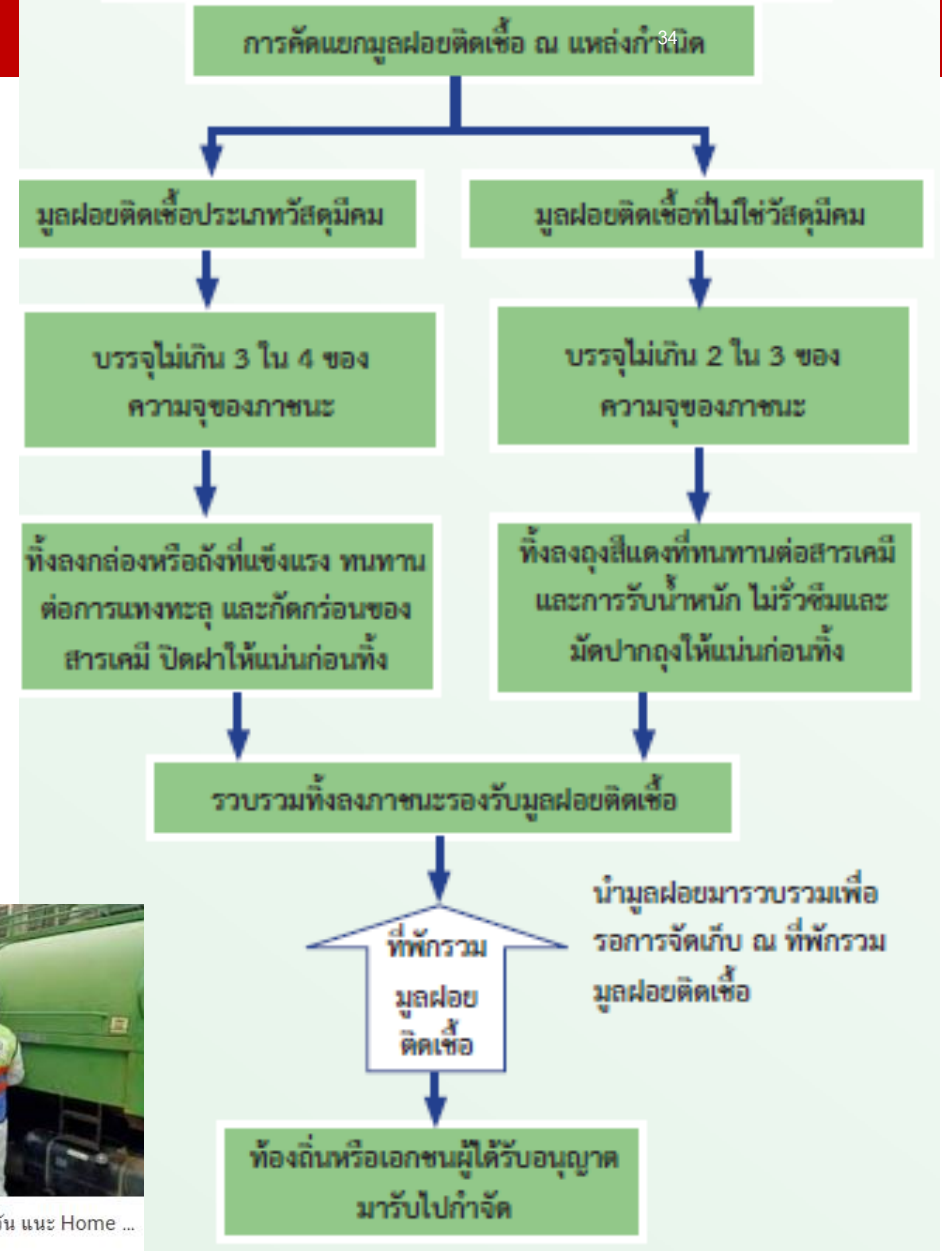 34
การคัดแยกมูลฝอยติดเชื้อ ณ แหล่งกำเนิด
มูลฝอยติดเชื้อประเภทวัสดุมีคม
มูลฝอยติดเชื้อที่ไม่ใช่วัสดุมีคม
บรรจุไม่เกิน 3 ใน 4 ของ
ความจุของภาชนะ
บรรจุไม่เกิน 2 ใน 3 ของ
ความจุของภาชนะ
ทิ้งลงกล่องหรือถังที่แข็งแรง ทนทาน
ต่อการแทงทะลุ และกัดกร่อนของ
สารเคมี ปิดฝาให้แน่นก่อนทิ้ง
ทิ้งลงถุงสีแดงที่ทนทานต่อสารเคมี
และการรับน้ำหนัก ไม่รั่วซึมและ
มัดปากถุงให้แน่นก่อนทิ้ง
รวบรวมทิ้งลงภาชนะรองรับมูลฝอยติดเชื้อ
ที่พักรวม
มูลฝอย
ติดเชื้อ
นำมูลฝอยมารวบรวมเพื่อ
รอการจัดเก็บ ณ ที่พักรวม
มูลฝอยติดเชื้อ
ท้องถิ่นหรือเอกชนผู้ได้รับอนุญาต
มารับไปกำจัด
แนะ Home ...